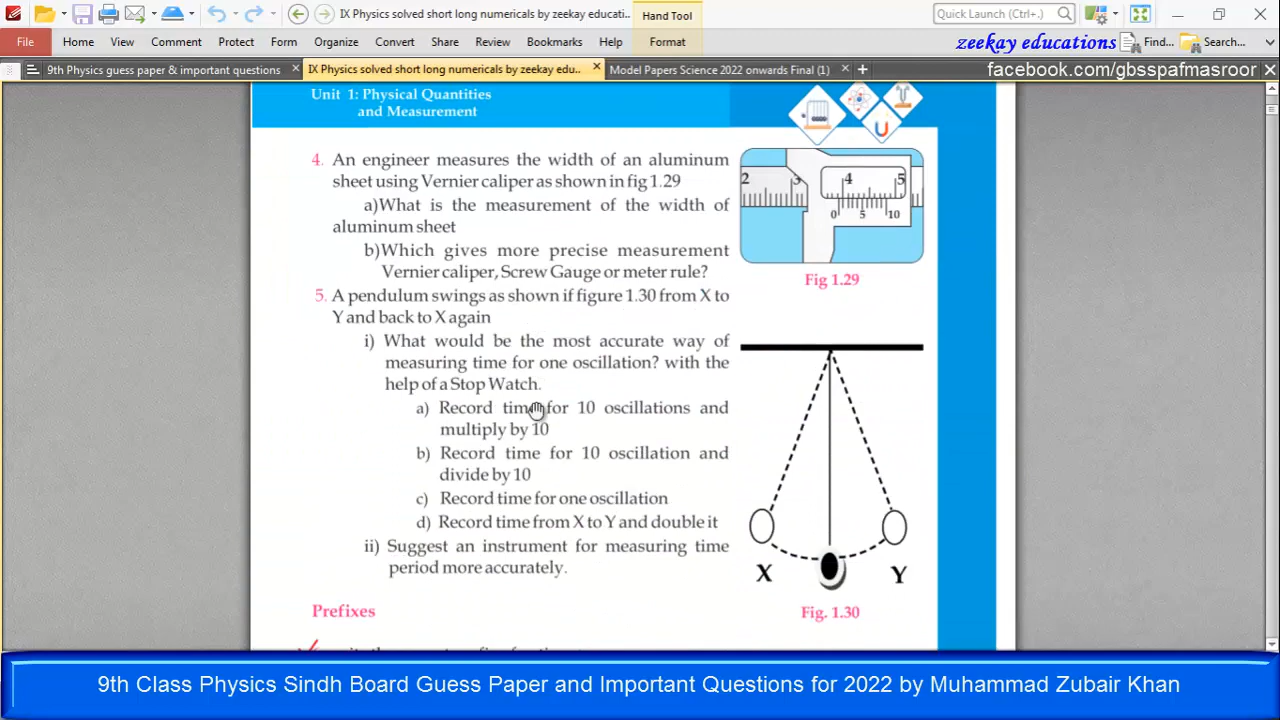 IX Physics solved short long numericals by zeekay educati..
Hand Tool
Quick Launch (Ctrl+.)
File
Home
View
Comment
Protect
Form
Organize
Convert
Share
Review
Bookmarks
Help
Format
zeekay educations
Find...
Search...
9th Physics guess paper & important questions
IX Physics solved short long numericals by zeekay edu...
Model Papers Science 2022 onwards Final (1)
facebook.com/gbsspafmasroor
Unit 1: Physical Quantities
and Measurement
4. An engineer measures the width of an aluminum
sheet using Vernier caliper as shown in fig 1.29
a)What is the measurement of the width of
aluminum sheet
b)Which gives more precise measurement
Vernier caliper, Screw Gauge or meter rule?
2 3 4 5
0 5 10
Fig 1.29
5. A pendulum swings as shown if figure 1.30 from X to
Y and back to X again
i) What would be the most accurate way of
measuring time for one oscillation? with the
help of a Stop Watch.
a) Record time for 10 oscillations and
multiply by 10
b) Record time for 10 oscillation and
divide by 10
c) Record time for one oscillation
d) Record time from X to Y and double it
ii) Suggest an instrument for measuring time
period more accurately.
X Y
Fig. 1.30
Prefixes
9th Class Physics Sindh Board Guess Paper and Important Questions for 2022 by Muhammad Zubair Khan